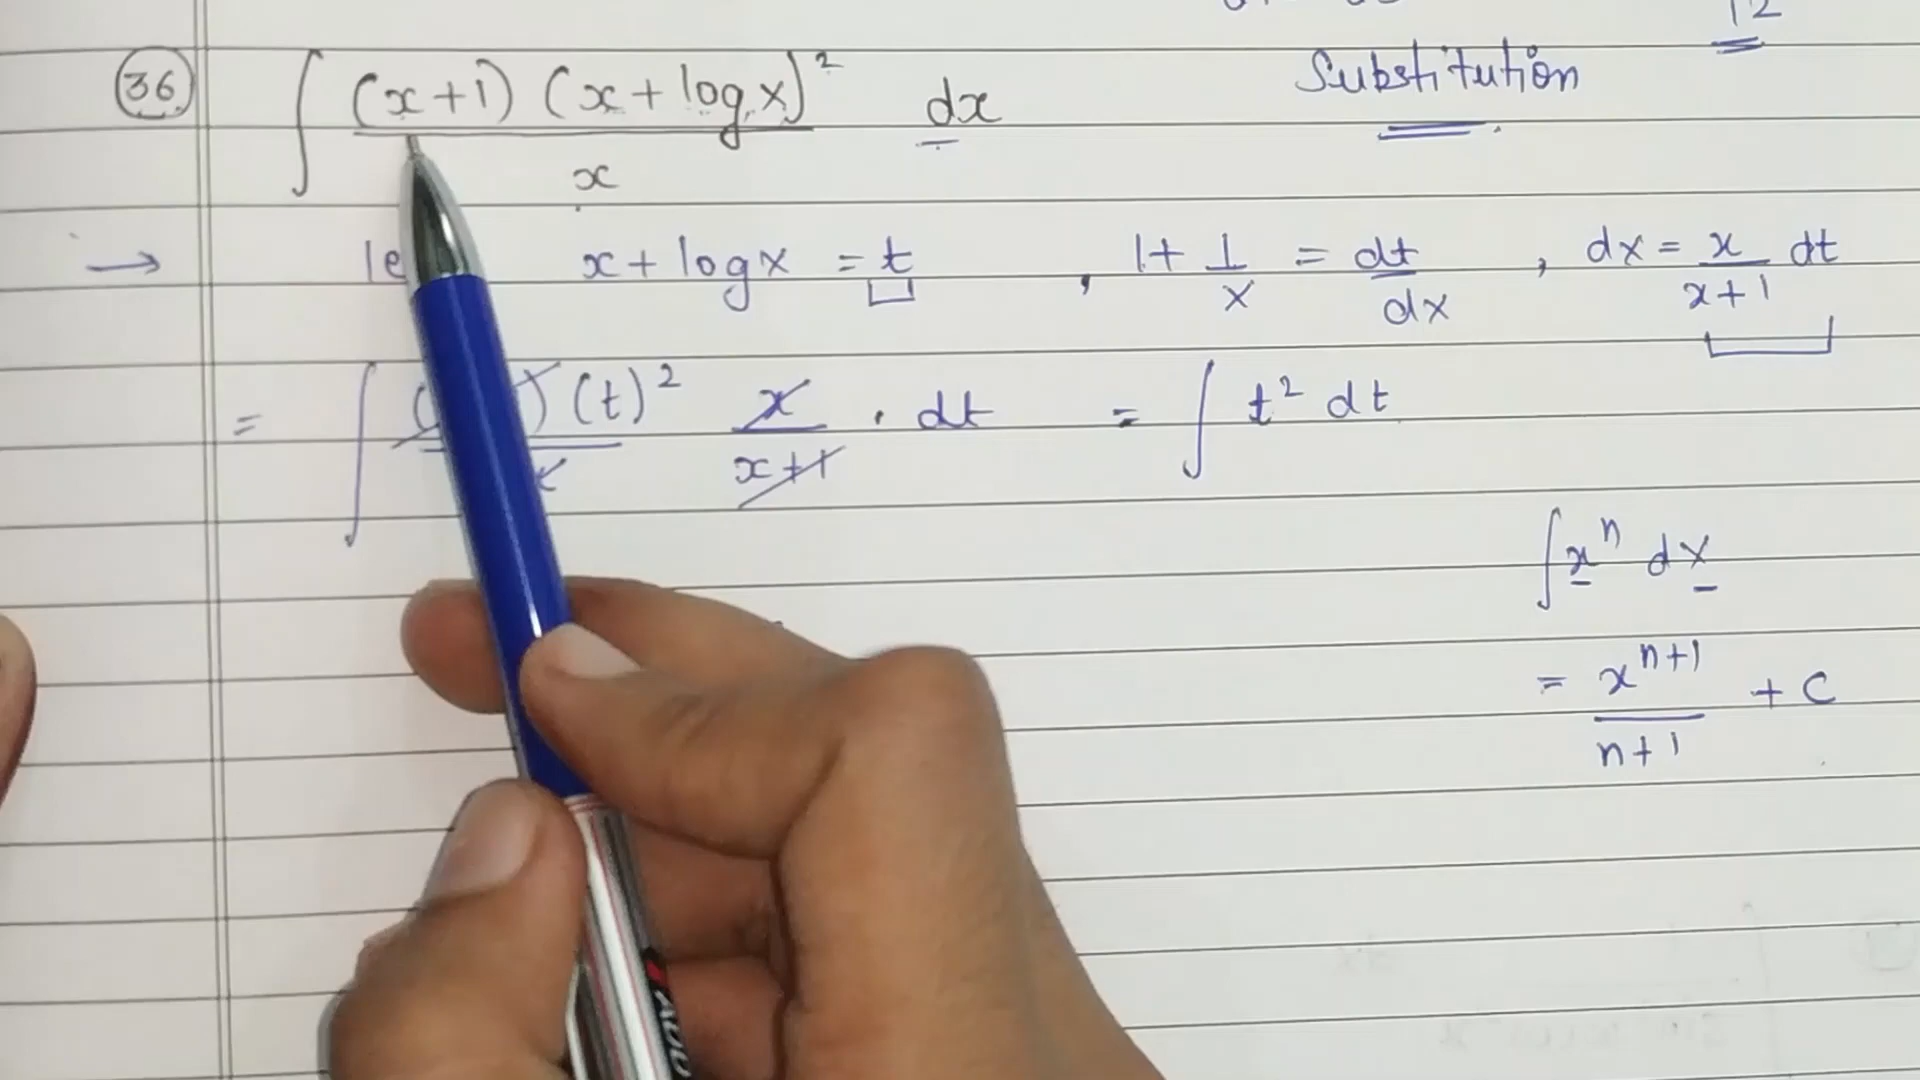 12
Substitution
36 ∫ (x+1) (x+log x)² / x dx
→ x + log x = t , 1 + 1/x = dt/dx , dx = x/(x+1) dt
= ∫ (t)² x/(x+1) · dt = ∫ t² dt
∫ xⁿ dx
= xⁿ⁺¹/(n+1) + c